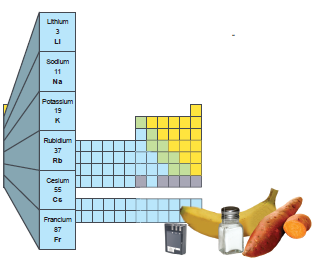 Lithium
3
Li
Sodium
11
Na
Potassium
19
K
Rubidium
37
Rb
Cesium
55
Cs
Francium
87
Fr